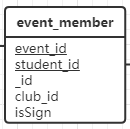 event_member
event_id
student_id
_id
club_id
isSign